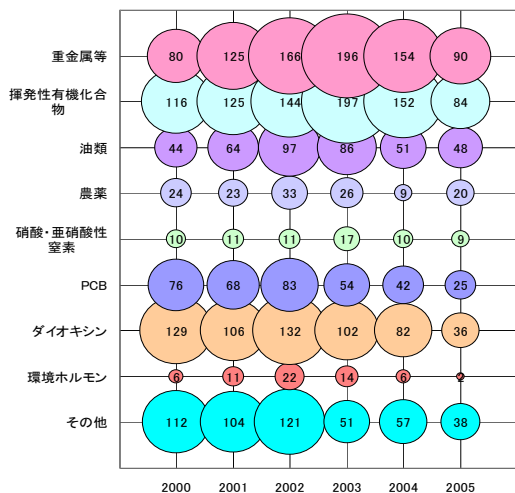 重金属等 80 125 166 196 154 90
揮発性有機化合
物 116 125 144 197 152 84
油類 44 64 97 86 51 48
農薬 24 23 33 26 9 20
硝酸・亜硝酸性
窒素 10 11 11 17 10 9
PCB 76 68 83 54 42 25
ダイオキシン 129 106 132 102 82 36
環境ホルモン 6 11 22 14 6 2
その他 112 104 121 51 57 38
2000 2001 2002 2003 2004 2005